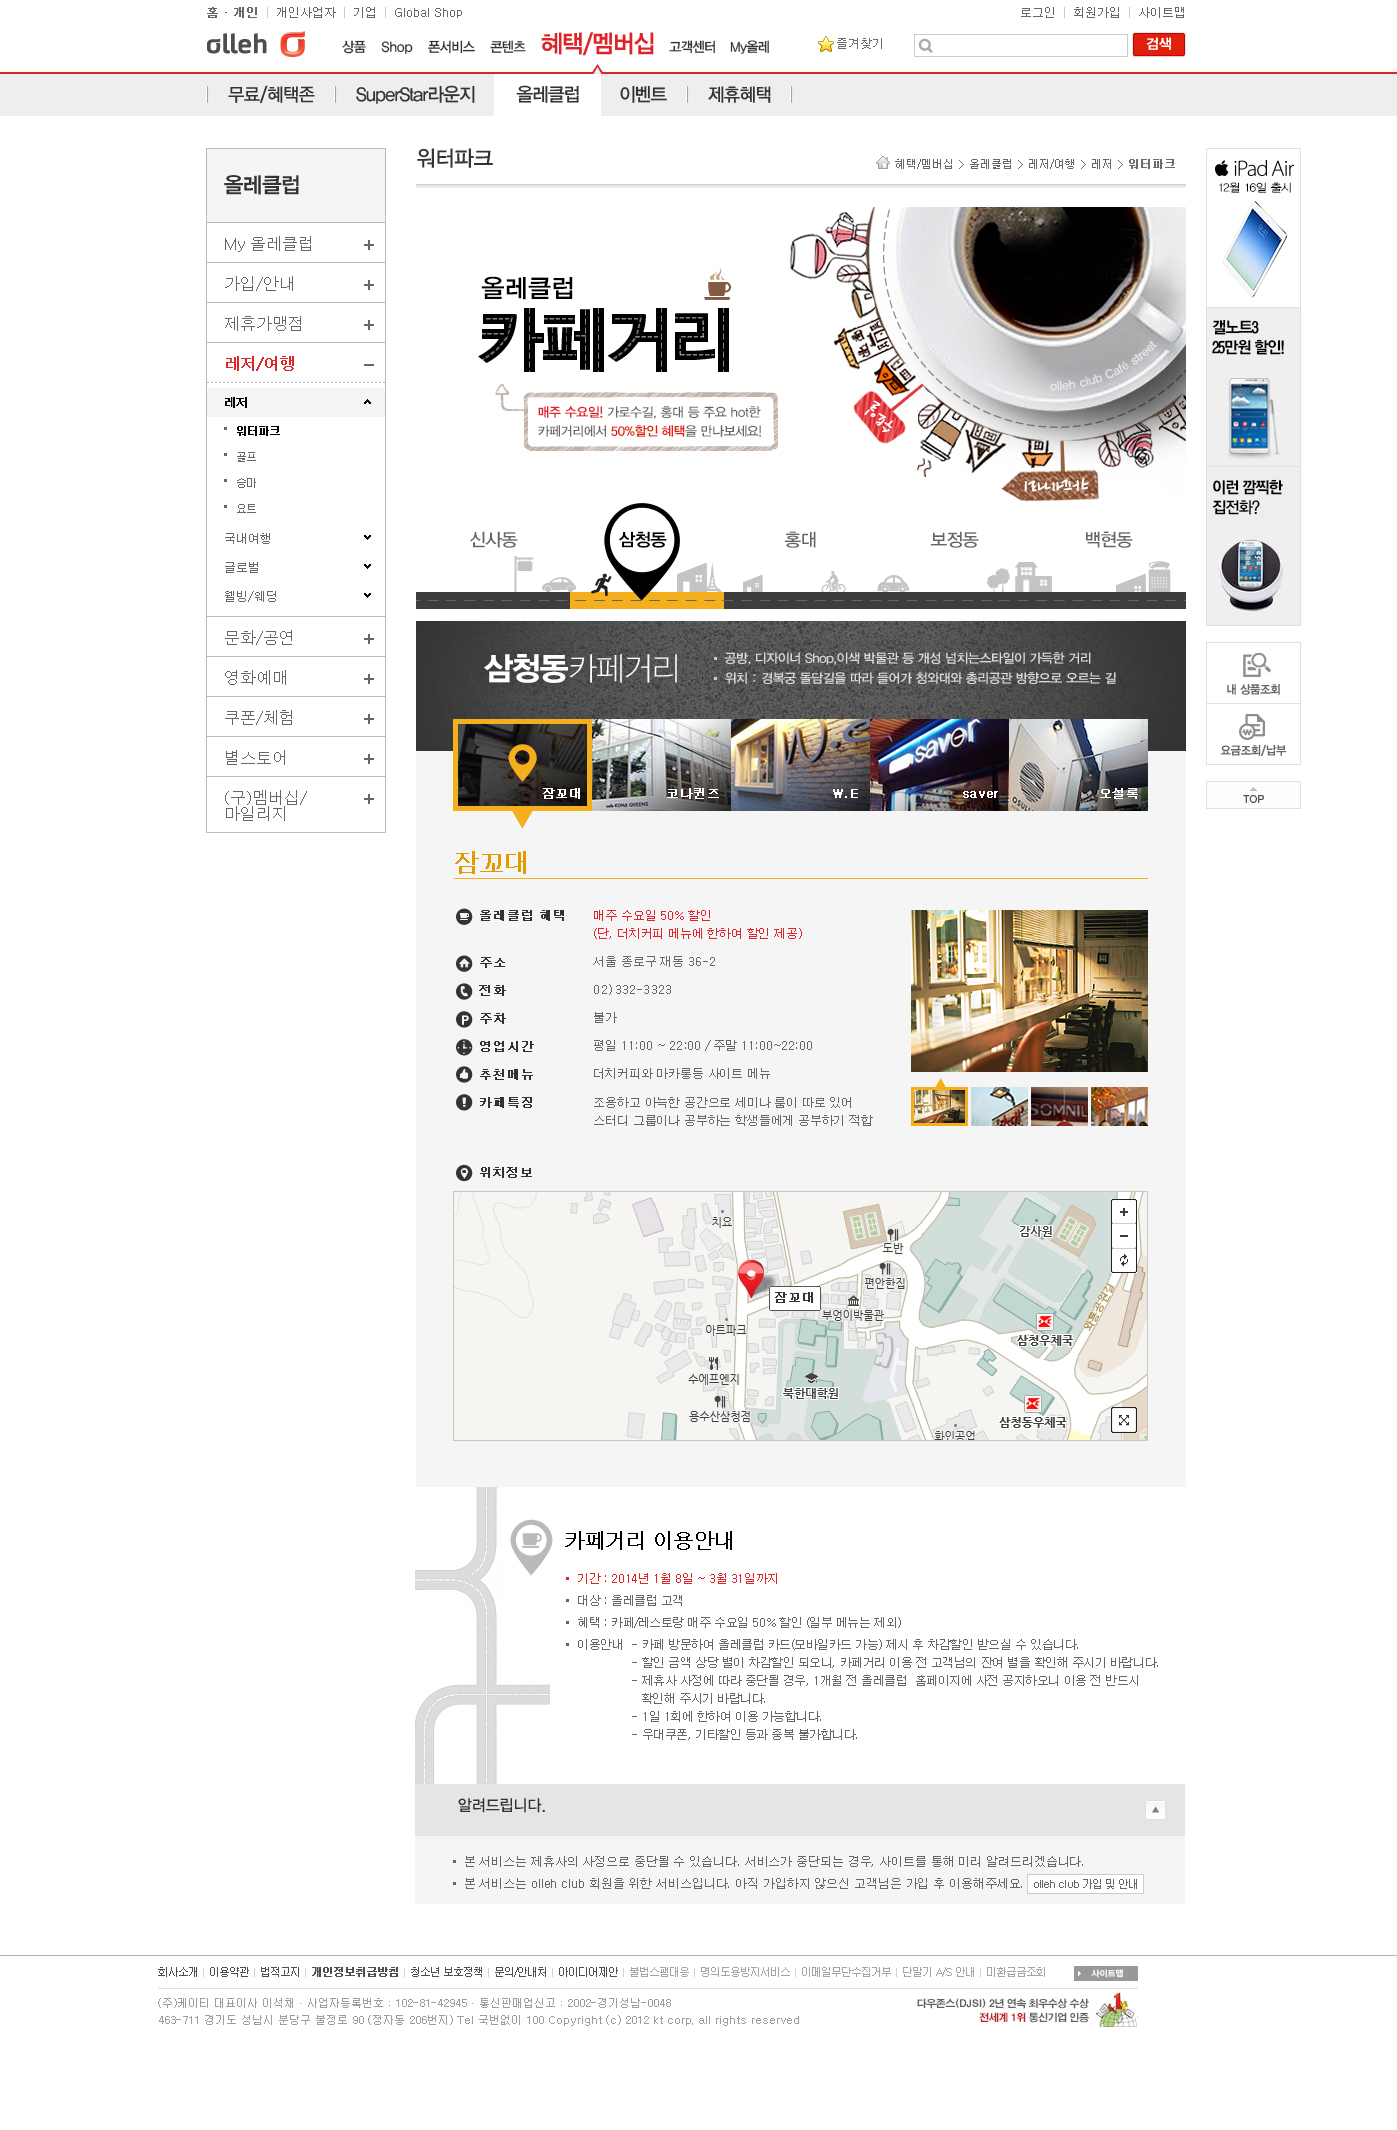 홈 · 개인 | 개인사업자 | 기업 | Global Shop
로그인 | 회원가입 | 사이트맵
olleh
상품 Shop 폰서비스 콘텐츠 혜택/멤버십 고객센터 My올레
즐겨찾기
검색
무료/혜택존 SuperStar라운지 올레클럽 이벤트 제휴혜택
올레클럽
My 올레클럽
가입/안내
제휴가맹점
레저/여행
레저
워터파크
골프
승마
요트
국내여행
글로벌
웰빙/웨딩
문화/공연
영화예매
쿠폰/체험
별스토어
(구)멤버십/
마일리지
워터파크
혜택/멤버십 > 올레클럽 > 레저/여행 > 레저 > 워터파크
올레클럽
카페거리
매주 수요일! 가로수길, 홍대 등 주요 hot한
카페거리에서 50%할인 혜택을 만나보세요!
olleh club Café street
신사동 삼청동 홍대 보정동 백현동
삼청동카페거리
공방, 디자이너 Shop,이색 박물관 등 개성 넘치는스타일이 가득한 거리
위치 : 경복궁 돌담길을 따라 들어가 청와대와 총리공관 방향으로 오르는 길
잠꼬대 코나퀸즈 W.E saver 오설록
KONA QUEENS
W.E
saver
잠꼬대
올레클럽 혜택 매주 수요일 50% 할인
(단, 더치커피 메뉴에 한하여 할인 제공)
주소 서울 종로구 재동 36-2
전화 02)332-3323
주차 불가
영업시간 평일 11:00 ~ 22:00 / 주말 11:00~22:00
추천메뉴 더치커피와 마카롱등 사이트 메뉴
카페특징 조용하고 아늑한 공간으로 세미나 룸이 따로 있어
스터디 그룹이나 공부하는 학생들에게 공부하기 적합
SOMNIU
위치정보
치요
도반
감사원
편안한집
잠꼬대
부엉이박물관
와룡공원길
아트파크
삼청우체국
수에프엔지
북한대학원
용수산삼청점
삼청동우체국
화인공업
카페거리 이용안내
기간 : 2014년 1월 8일 ~ 3월 31일까지
대상 : 올레클럽 고객
혜택 : 카페/레스토랑 매주 수요일 50% 할인 (일부 메뉴는 제외)
이용안내 - 카페 방문하여 올레클럽 카드(모바일카드 가능) 제시 후 차감할인 받으실 수 있습니다.
- 할인 금액 상당 별이 차감할인 되오니, 카페거리 이용 전 고객님의 잔여 별을 확인해 주시기 바랍니다.
- 제휴사 사정에 따라 중단될 경우, 1개월 전 올레클럽 홈페이지에 사전 공지하오니 이용 전 반드시
확인해 주시기 바랍니다.
- 1일 1회에 한하여 이용 가능합니다.
- 우대쿠폰, 기타할인 등과 중복 불가합니다.
알려드립니다.
본 서비스는 제휴사의 사정으로 중단될 수 있습니다. 서비스가 중단되는 경우, 사이트를 통해 미리 알려드리겠습니다.
본 서비스는 olleh club 회원을 위한 서비스입니다. 아직 가입하지 않으신 고객님은 가입 후 이용해주세요. olleh club 가입 및 안내
iPad Air
12월 16일 출시
갤노트3
25만원 할인!
이런 깜찍한
집전화?
내 상품조회
요금조회/납부
TOP
회사소개 | 이용약관 | 법적고지 | 개인정보취급방침 | 청소년 보호정책 | 문의/안내처 | 아이디어제안 | 불법스팸대응 | 명의도용방지서비스 | 이메일무단수집거부 | 단말기 A/S 안내 | 미환급금조회
사이트맵
(주)케이티 대표이사 이석채 · 사업자등록번호 : 102-81-42945 · 통신판매업신고 : 2002-경기성남-0048
463-711 경기도 성남시 분당구 불정로 90 (정자동 206번지) Tel 국번없이 100 Copyright (c) 2012 kt corp, all rights reserved
다우존스(DJSI) 2년 연속 최우수상 수상
전세계 1위 통신기업 인증